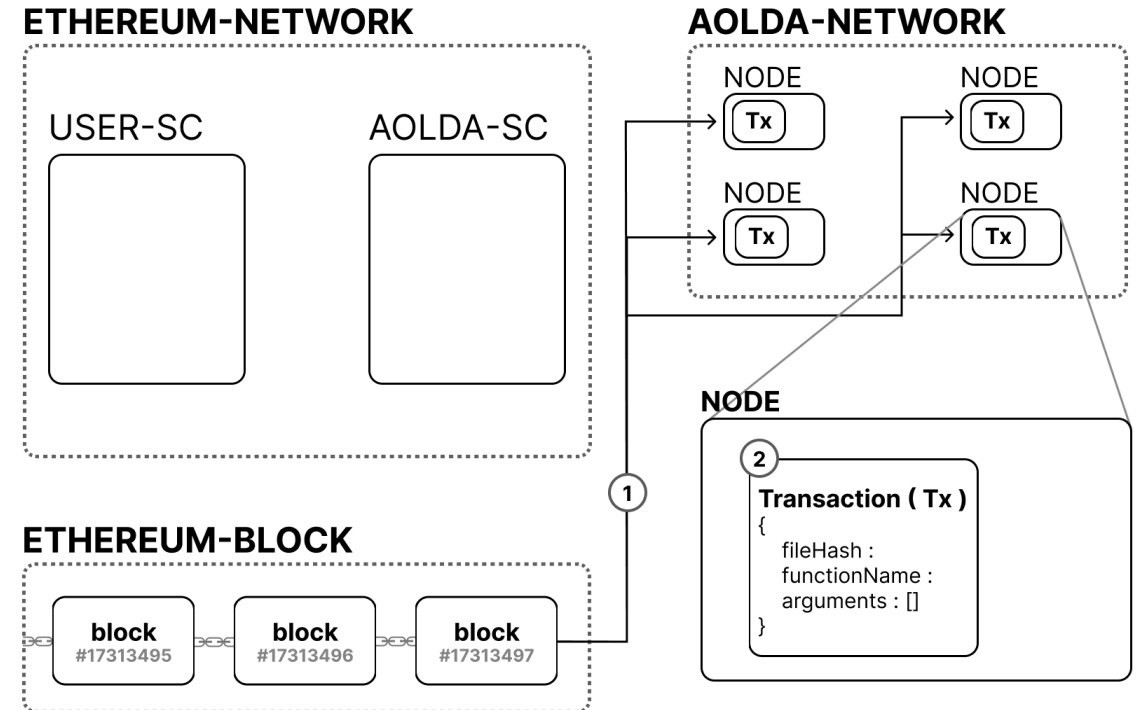 ETHEREUM-NETWORK
USER-SC
AOLDA-SC
AOLDA-NETWORK
NODE
Tx
NODE
Tx
NODE
Tx
NODE
Tx
1
NODE
2
Transaction ( Tx )
{
fileHash :
functionName :
arguments : []
}
ETHEREUM-BLOCK
block
#17313495
block
#17313496
block
#17313497